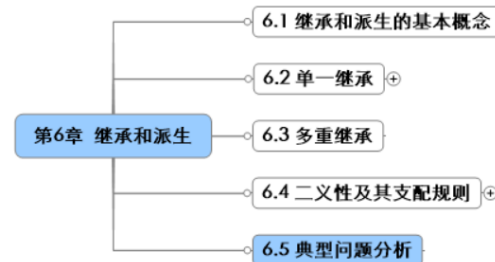 6.1 继承和派生的基本概念
6.2 单一继承
第6章 继承和派生
6.3 多重继承
6.4 二义性及其支配规则
6.5 典型问题分析